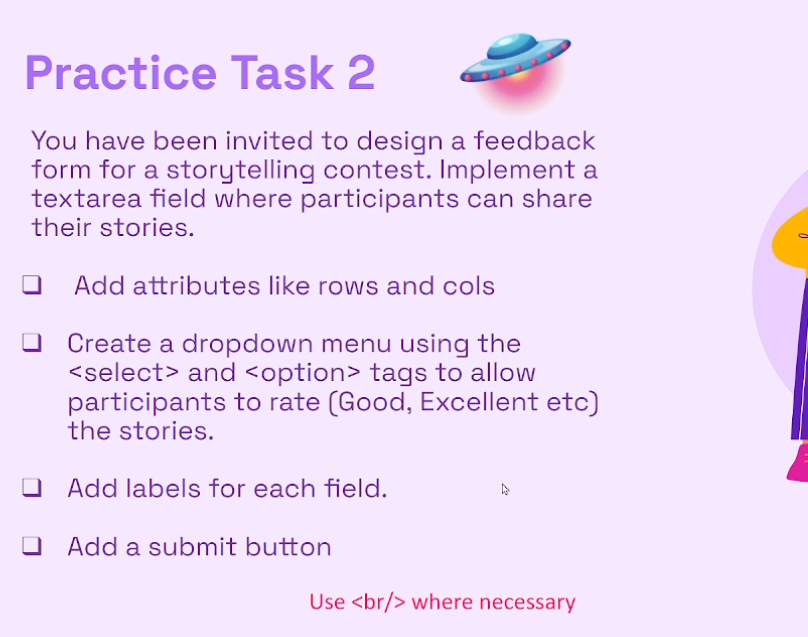 Practice Task 2
You have been invited to design a feedback
form for a storytelling contest. Implement a
textarea field where participants can share
their stories.
❑ Add attributes like rows and cols
❑ Create a dropdown menu using the
<select> and <option> tags to allow
participants to rate (Good, Excellent etc)
the stories.
❑ Add labels for each field.
❑ Add a submit button
Use <br/> where necessary